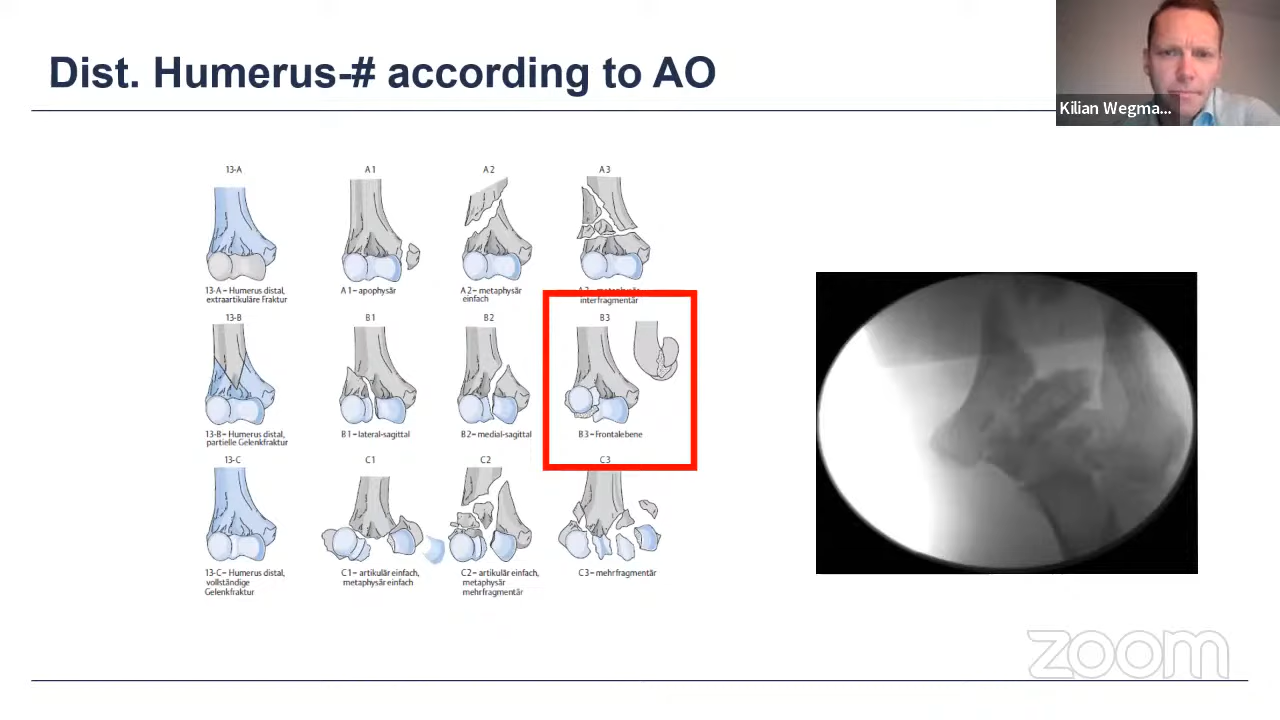 Dist. Humerus-# according to AO
Kilian Wegma...
13-A
A1
A2
A3
13-A – Humerus distal,
extraartikuläre Fraktur
A1 – apophysär
A2 – metaphysär
einfach
A3 – metaphysär
interfragmentär
13-B
B1
B2
B3
13-B – Humerus distal,
partielle Gelenkfraktur
B1 – lateral-sagittal
B2 – medial-sagittal
B3 – Frontalebene
13-C
C1
C2
C3
13-C – Humerus distal,
vollständige
Gelenkfraktur
C1 – artikulär einfach,
metaphysär einfach
C2 – artikulär einfach,
metaphysär
mehrfragmentär
C3 – mehrfragmentär
zoom